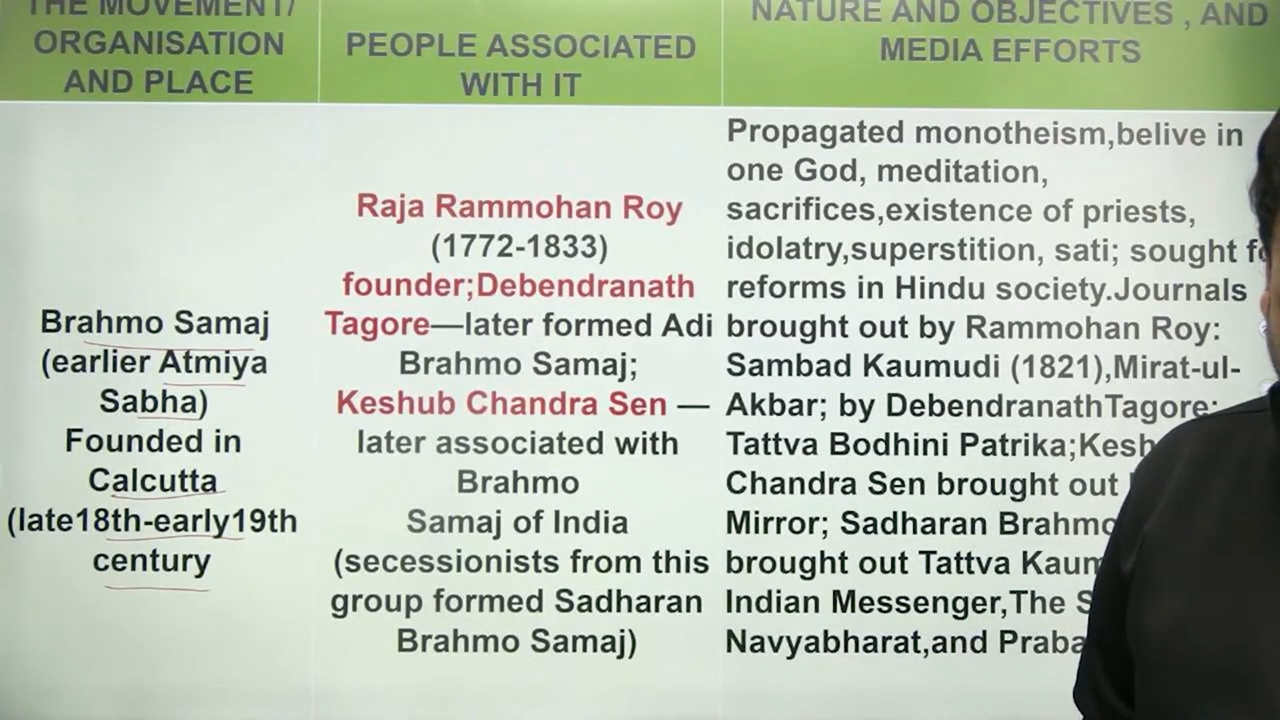 THE MOVEMENT/
ORGANISATION
AND PLACE
PEOPLE ASSOCIATED
WITH IT
NATURE AND OBJECTIVES , AND
MEDIA EFFORTS
Brahmo Samaj
(earlier Atmiya
Sabha)
Founded in
Calcutta
(late18th-early19th
century
Raja Rammohan Roy
(1772-1833)
founder;Debendranath
Tagore—later formed Adi
Brahmo Samaj;
Keshub Chandra Sen —
later associated with
Brahmo
Samaj of India
(secessionists from this
group formed Sadharan
Brahmo Samaj)
Propagated monotheism,belive in
one God, meditation,
sacrifices,existence of priests,
idolatry,superstition, sati; sought
reforms in Hindu society.Journals
brought out by Rammohan Roy:
Sambad Kaumudi (1821),Mirat-ul-
Akbar; by DebendranathTagore:
Tattva Bodhini Patrika;
Chandra Sen brought out
Mirror; Sadharan Brahmo
brought out Tattva
Indian Messenger,The
Navyabharat,and